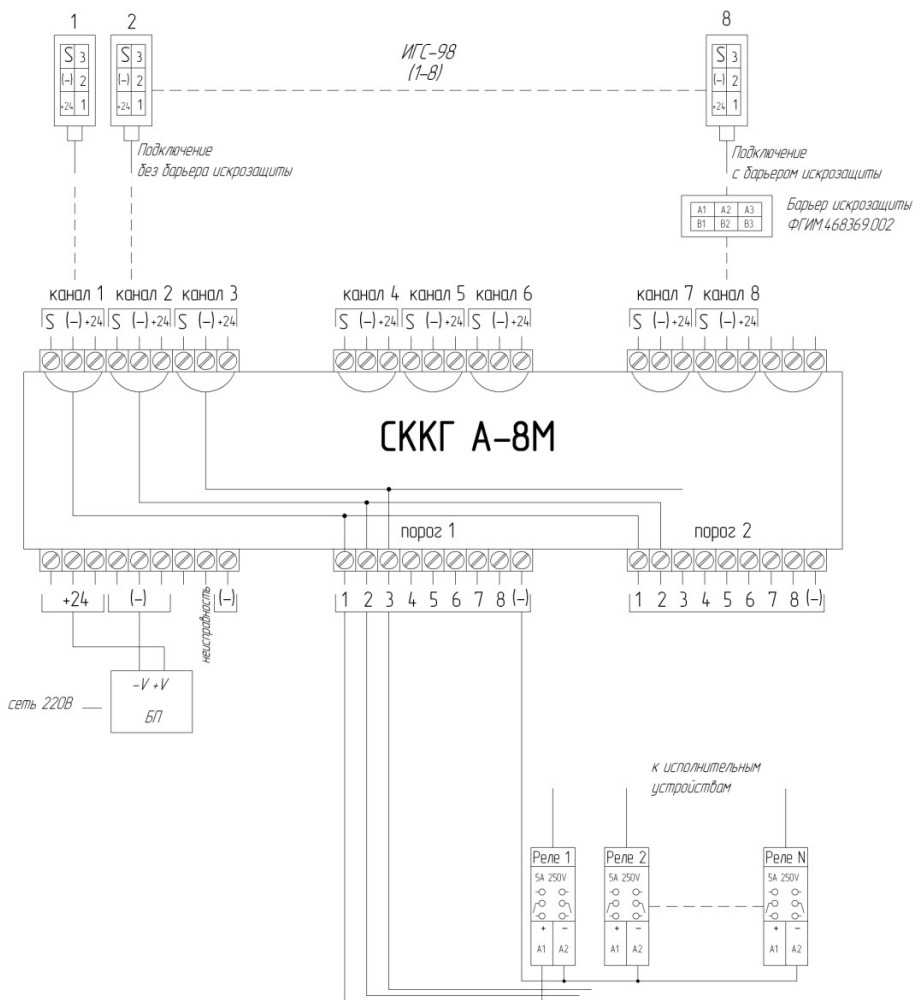 1 2 8
ИГС-98
(1-8)
S 3 S 3 S 3
(-) 2 (-) 2 (-) 2
+24 1 +24 1 +24 1
Подключение
без барьера искрозащиты
Подключение
с барьером искрозащиты
A1 A2 A3
B1 B2 B3
Барьер искрозащиты
ФГИМ.468369.002
канал 1 канал 2 канал 3 канал 4 канал 5 канал 6 канал 7 канал 8
S (-) +24 S (-) +24 S (-) +24 S (-) +24 S (-) +24 S (-) +24 S (-) +24 S (-) +24
СККГ А-8М
порог 1 порог 2
+24 (-) неисправность (-) 1 2 3 4 5 6 7 8 (-) 1 2 3 4 5 6 7 8 (-)
-V +V
БП
сеть 220В
к исполнительным
устройствам
Реле 1 Реле 2 Реле N
5А 250V 5А 250V 5А 250V
+ - + - + -
A1 A2 A1 A2 A1 A2